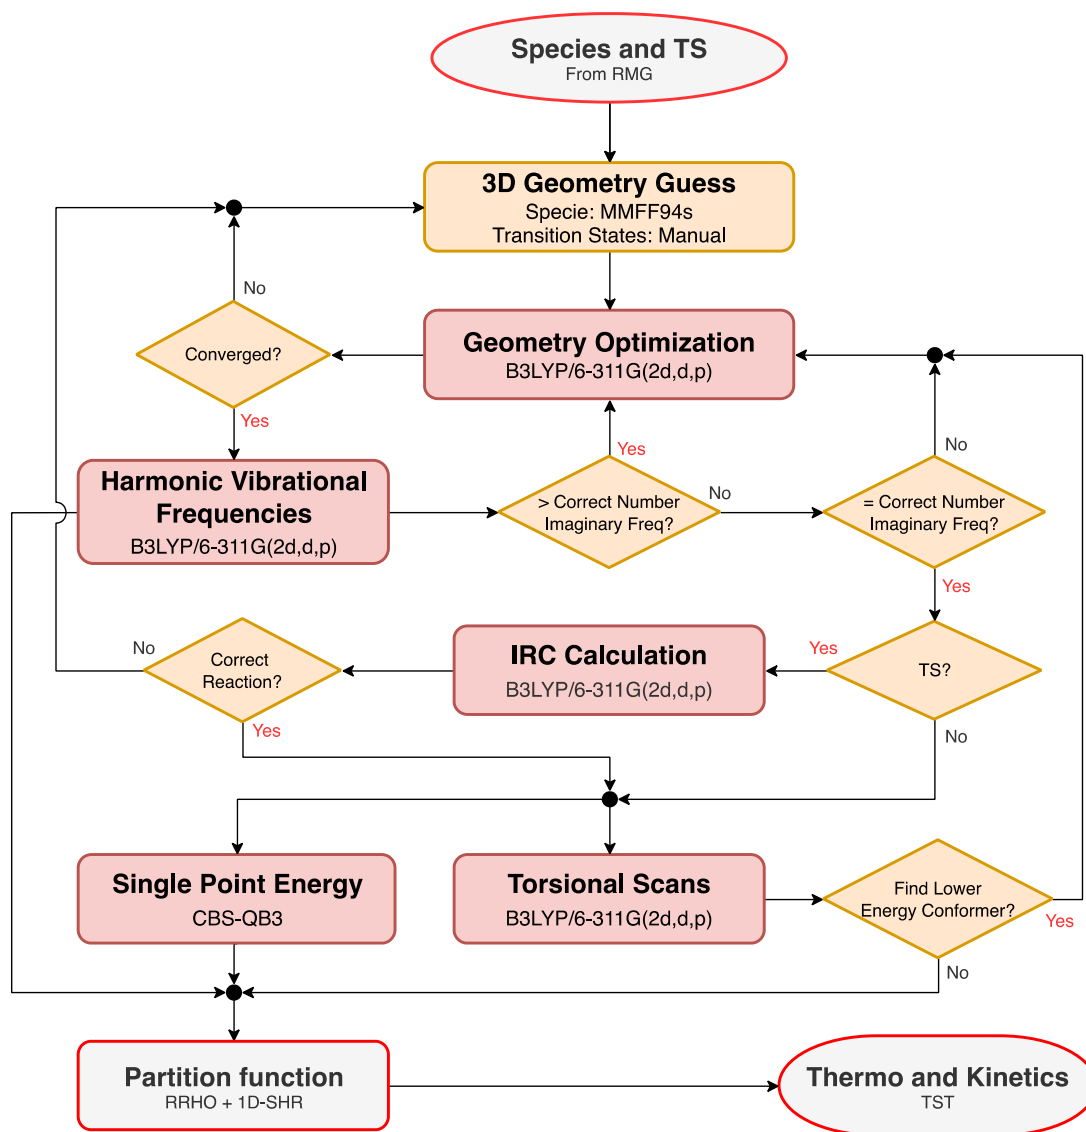 Species and TS
From RMG
3D Geometry Guess
Specie: MMFF94s
Transition States: Manual
No
Converged?
Geometry Optimization
B3LYP/6-311G(2d,d,p)
Yes
Yes
No
Harmonic Vibrational
Frequencies
B3LYP/6-311G(2d,d,p)
> Correct Number
Imaginary Freq?
No
= Correct Number
Imaginary Freq?
Yes
No
Correct
Reaction?
IRC Calculation
B3LYP/6-311G(2d,d,p)
Yes
TS?
Yes
No
Single Point Energy
CBS-QB3
Torsional Scans
B3LYP/6-311G(2d,d,p)
Find Lower
Energy Conformer?
Yes
No
Partition function
RRHO + 1D-SHR
Thermo and Kinetics
TST